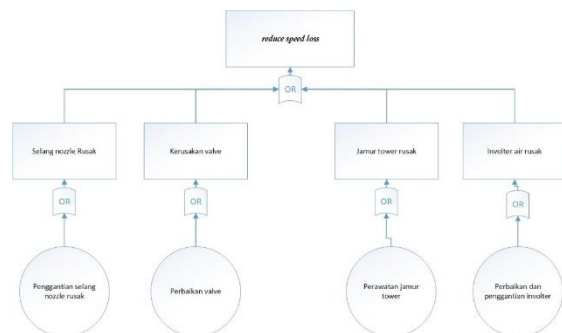 reduce speed loss
OR
Selang nozzle Rusak
Kerusakan valve
Jamur tower rusak
Involter air rusak
OR
OR
OR
OR
Penggantian selang
nozzle rusak
Perbaikan valve
Perawatan jamur
tower
Perbaikan dan
penggantian involter